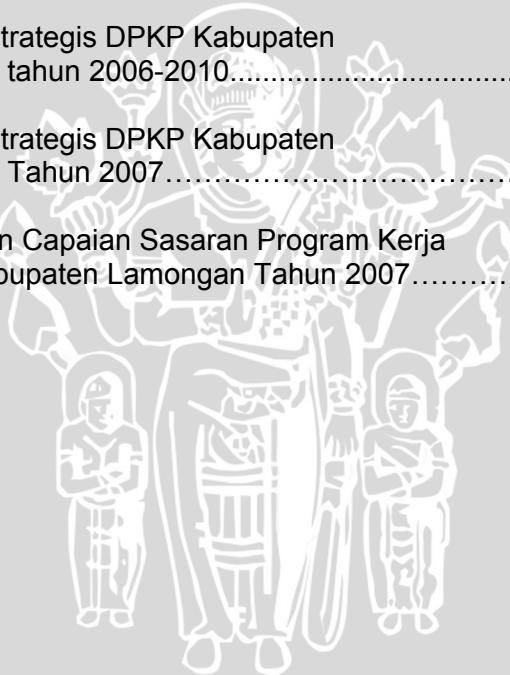 trategis DPKP Kabupaten
tahun 2006-2010....................................
trategis DPKP Kabupaten
Tahun 2007…………………………………
n Capaian Sasaran Program Kerja
bupaten Lamongan Tahun 2007………